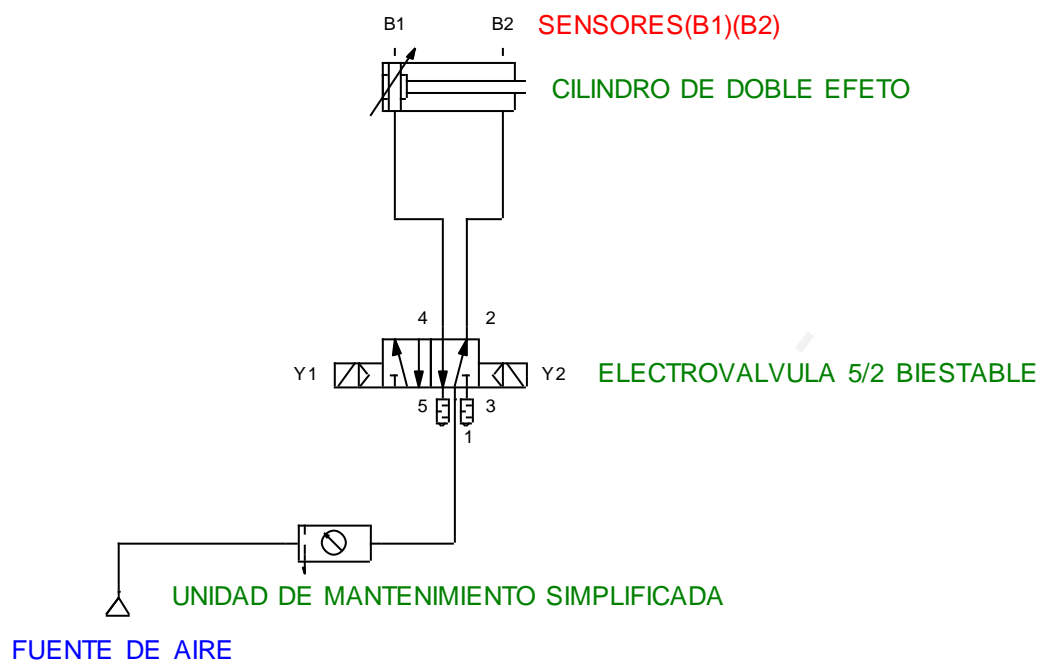 B1 B2 SENSORES(B1)(B2)
CILINDRO DE DOBLE EFETO
4 2
Y1 Y2 ELECTROVALVULA 5/2 BIESTABLE
5 3
1
UNIDAD DE MANTENIMIENTO SIMPLIFICADA
FUENTE DE AIRE